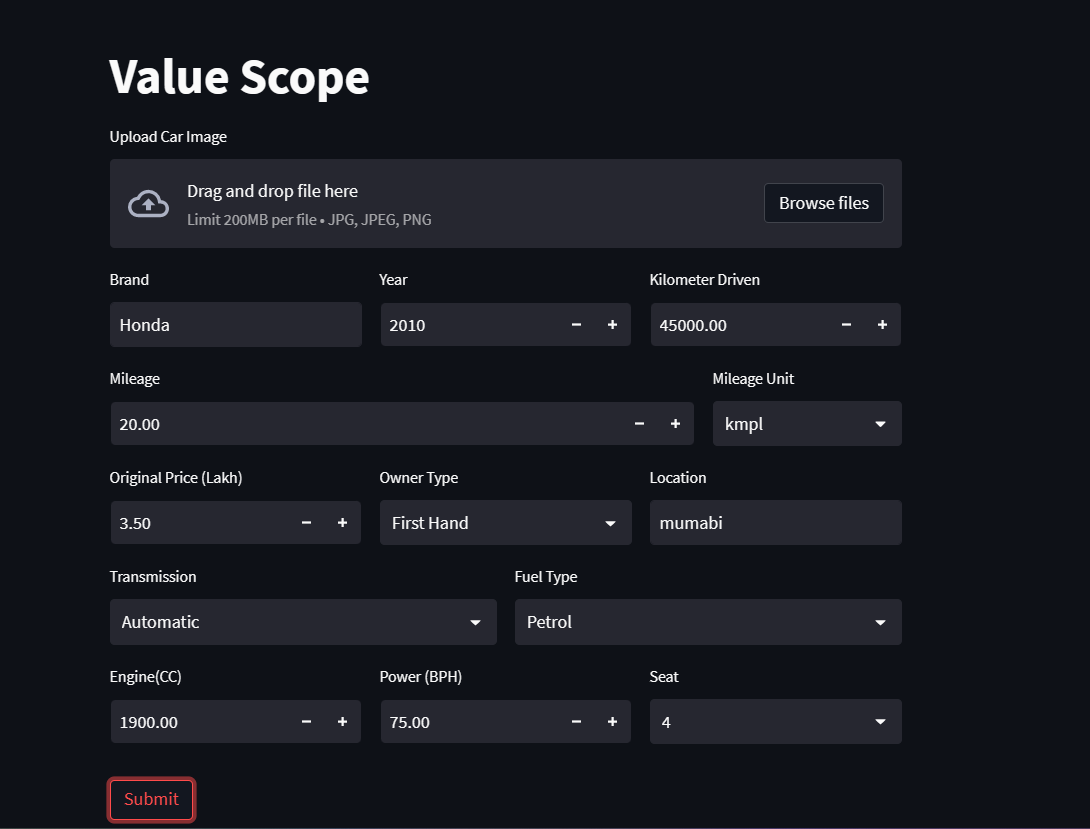 Value Scope
Upload Car Image
Drag and drop file here
Limit 200MB per file • JPG, JPEG, PNG
Browse files
Brand Year Kilometer Driven
Honda 2010 − + 45000.00 − +
Mileage Mileage Unit
20.00 − + kmpl
Original Price (Lakh) Owner Type Location
3.50 − + First Hand mumabi
Transmission Fuel Type
Automatic Petrol
Engine(CC) Power (BPH) Seat
1900.00 − + 75.00 − + 4
Submit